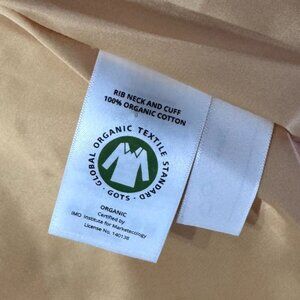 RIB NECK AND CUFF
100% ORGANIC COTTON
GLOBAL ORGANIC TEXTILE STANDARD
· GOTS ·
ORGANIC
Certified by
IMO Institute for Marketecology
License No. 140138